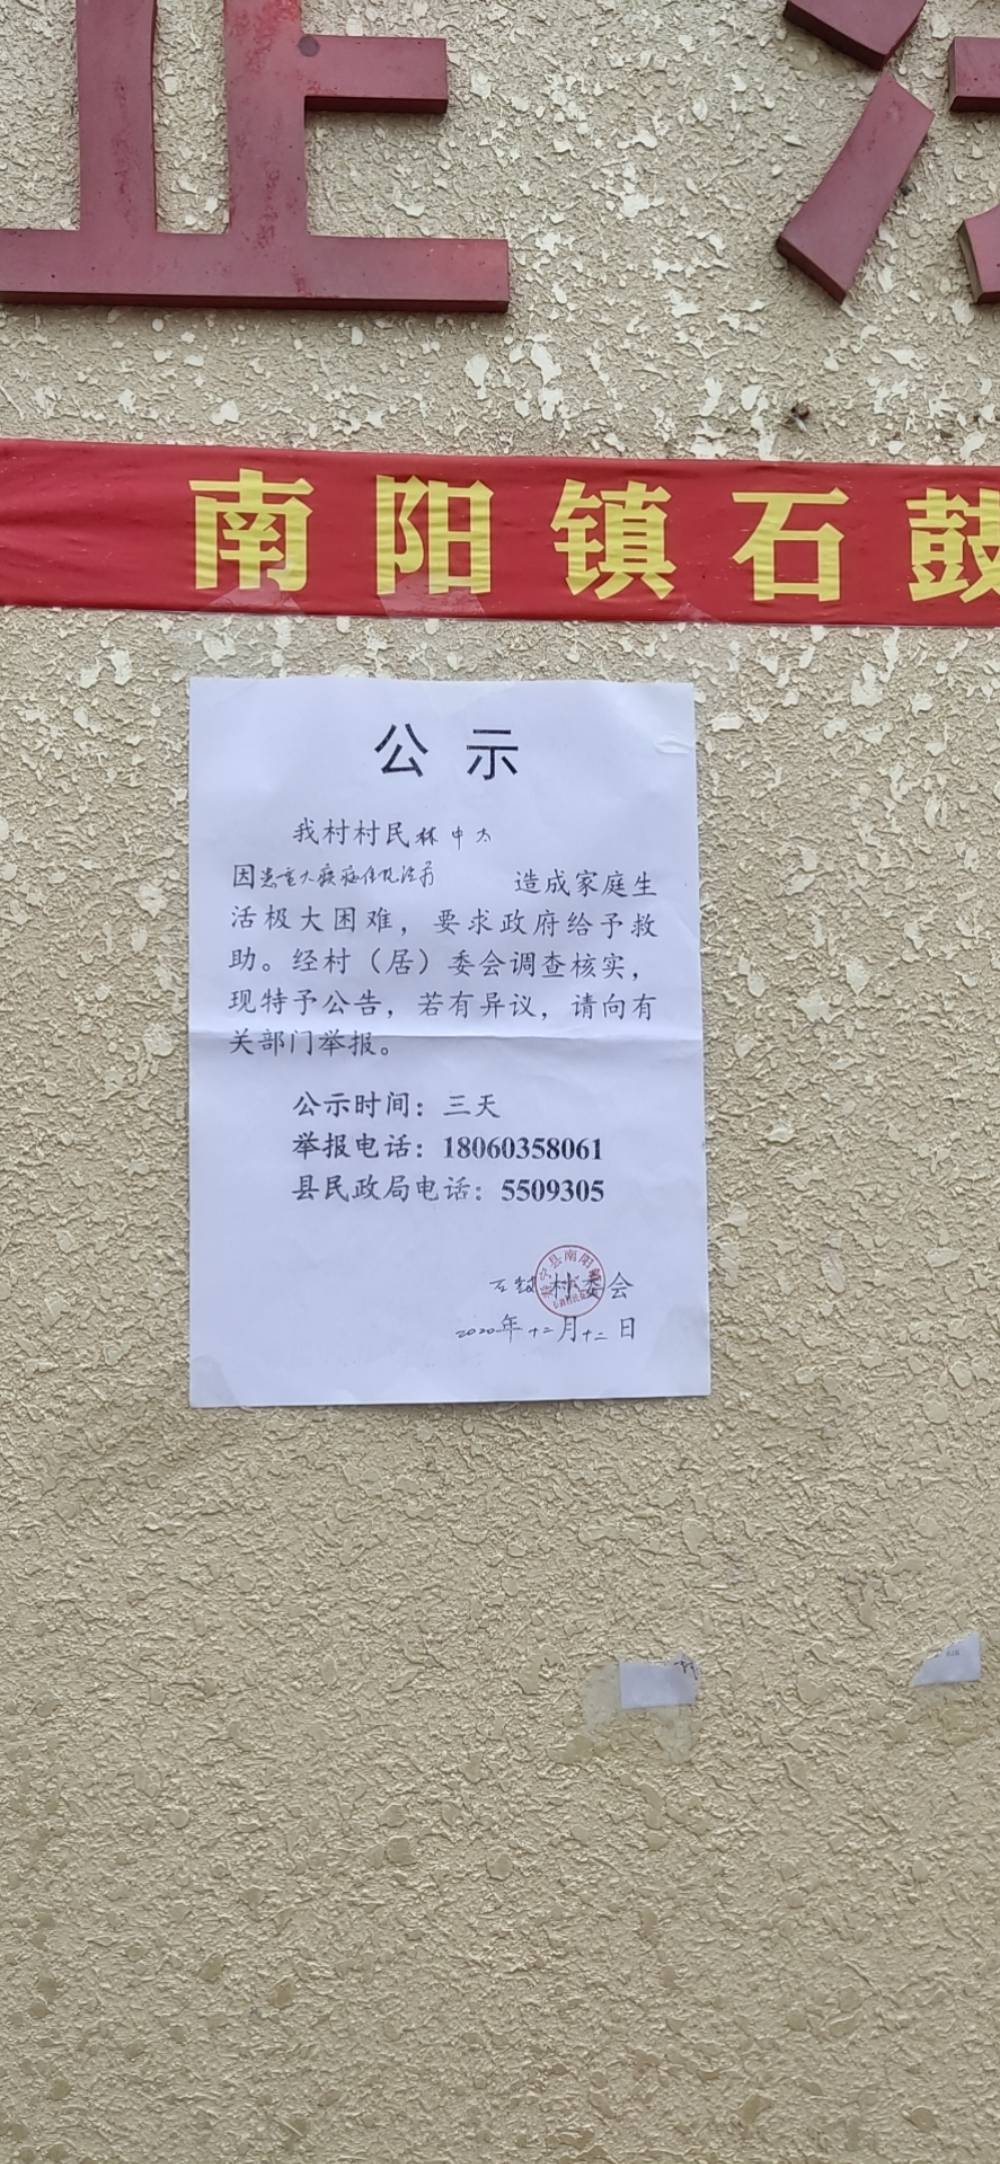 正
南阳镇石鼓
公示
我村村民林中太
因患重大疾病住院治疗 造成家庭生
活极大困难，要求政府给予救
助。经村（居）委会调查核实，
现特予公告，若有异议，请向有
关部门举报。
公示时间：三天
举报电话：18060358061
县民政局电话：5509305
石鼓村委会
2020年十二月十二日